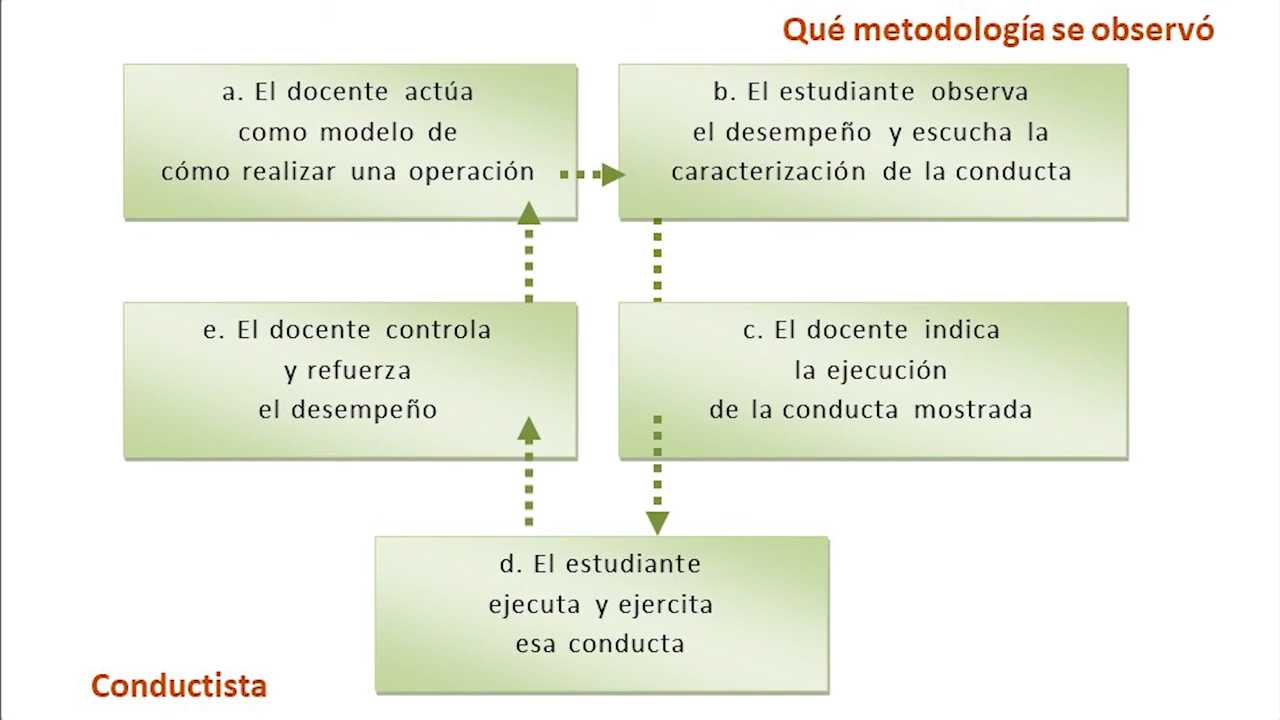 Qué metodología se observó
a. El docente actúa
como modelo de
cómo realizar una operación
b. El estudiante observa
el desempeño y escucha la
caracterización de la conducta
c. El docente indica
la ejecución
de la conducta mostrada
d. El estudiante
ejecuta y ejercita
esa conducta
e. El docente controla
y refuerza
el desempeño
Conductista